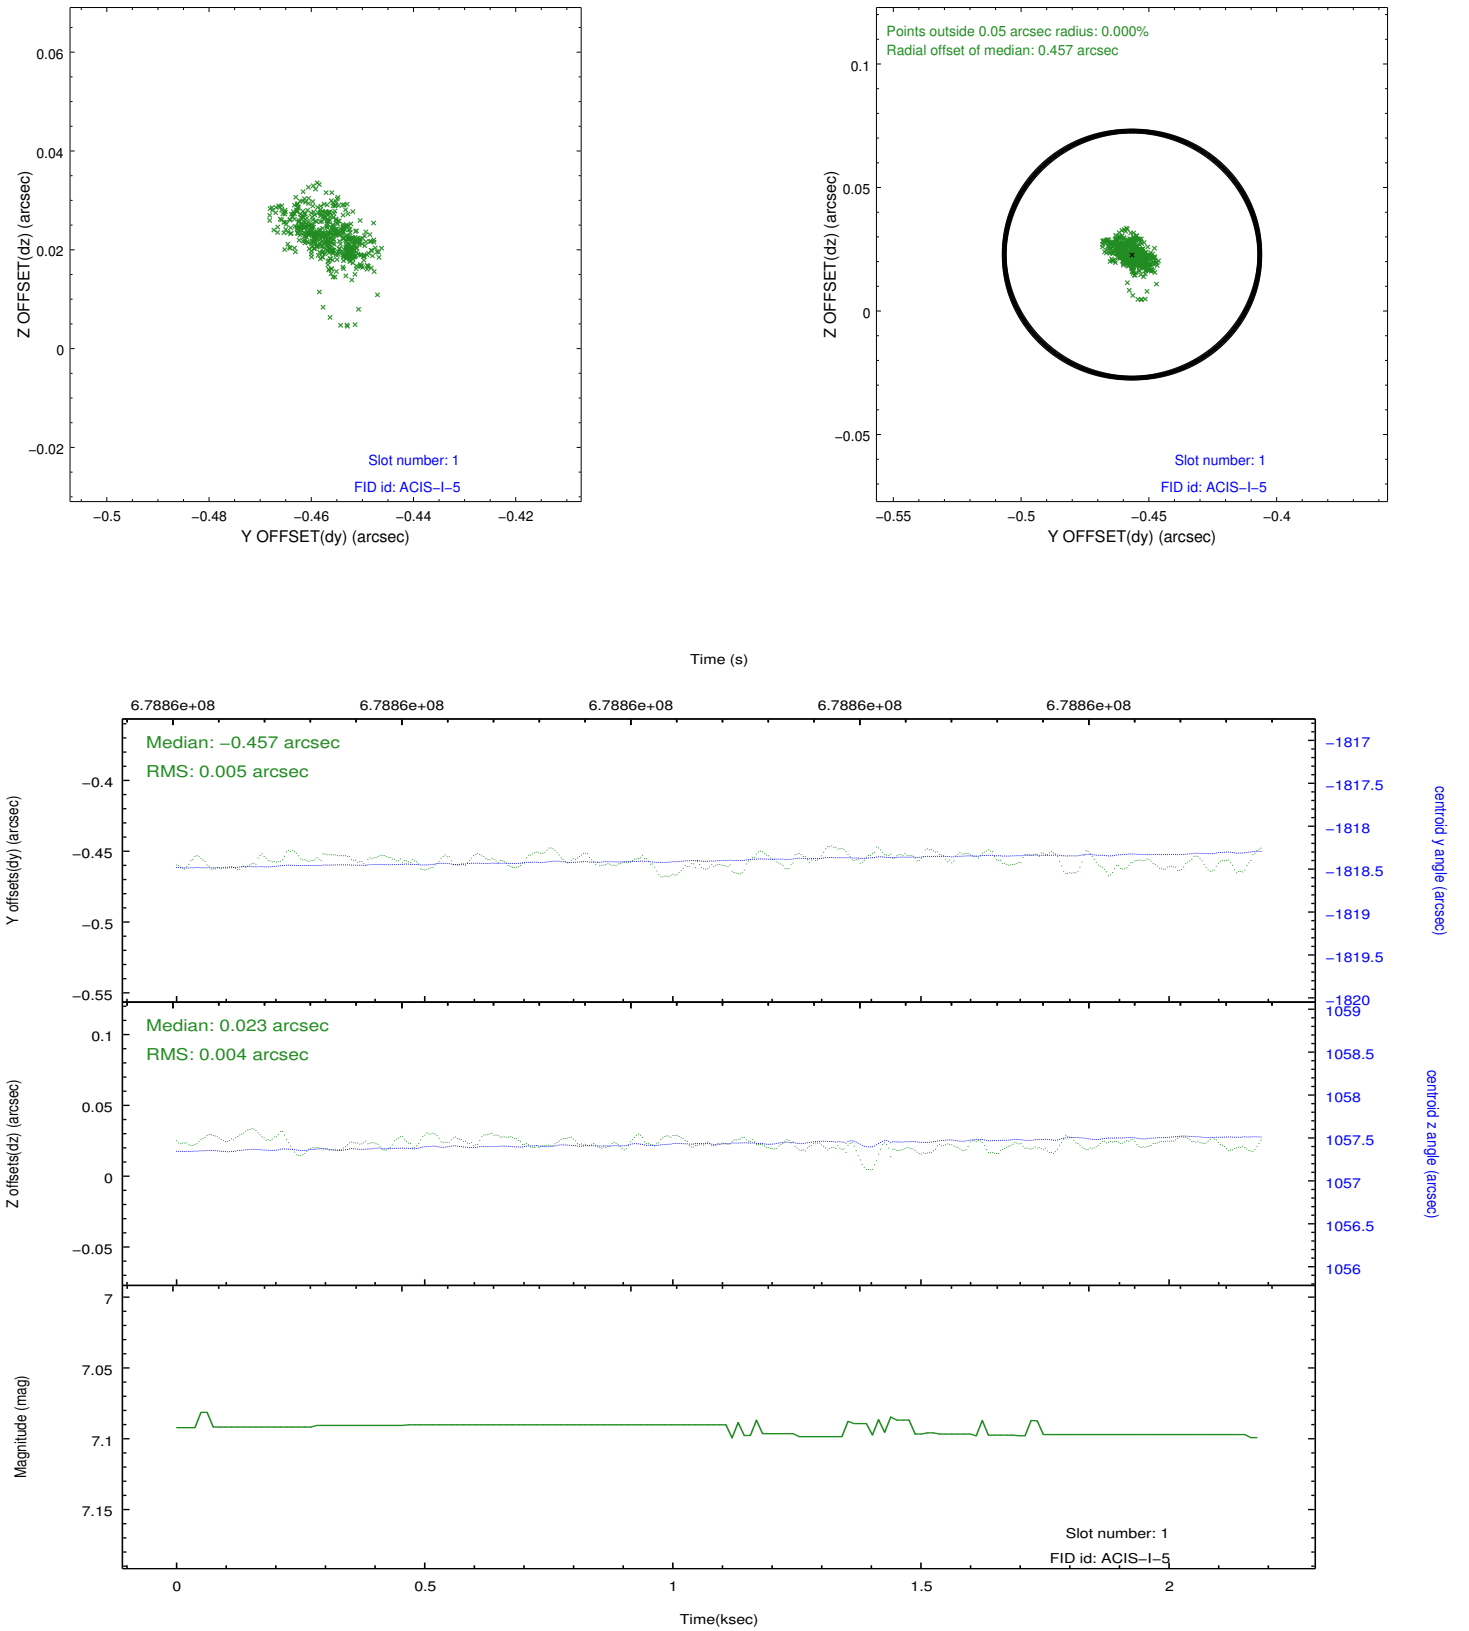 0.06
0.04
0.02
0
−0.02
Z OFFSET(dz) (arcsec)
Slot number: 1
FID id: ACIS−I−5
−0.5
−0.48
−0.46
−0.44
−0.42
Y OFFSET(dy) (arcsec)
Points outside 0.05 arcsec radius: 0.000%
Radial offset of median: 0.457 arcsec
0.1
0.05
0
−0.05
Z OFFSET(dz) (arcsec)
Slot number: 1
FID id: ACIS−I−5
−0.55
−0.5
−0.45
−0.4
Y OFFSET(dy) (arcsec)
Time (s)
6.7886e+08
6.7886e+08
6.7886e+08
6.7886e+08
6.7886e+08
Median: −0.457 arcsec
RMS: 0.005 arcsec
−0.4
−0.45
−0.5
−0.55
Y offsets(dy) (arcsec)
−1817
−1817.5
−1818
−1818.5
−1819
−1819.5
−1820
centroid y angle (arcsec)
Median: 0.023 arcsec
RMS: 0.004 arcsec
0.1
0.05
0
−0.05
Z offsets(dz) (arcsec)
1059
1058.5
1058
1057.5
1057
1056.5
1056
centroid z angle (arcsec)
7
7.05
7.1
7.15
Magnitude (mag)
Slot number: 1
FID id: ACIS−I−5
0
0.5
1
1.5
2
Time(ksec)